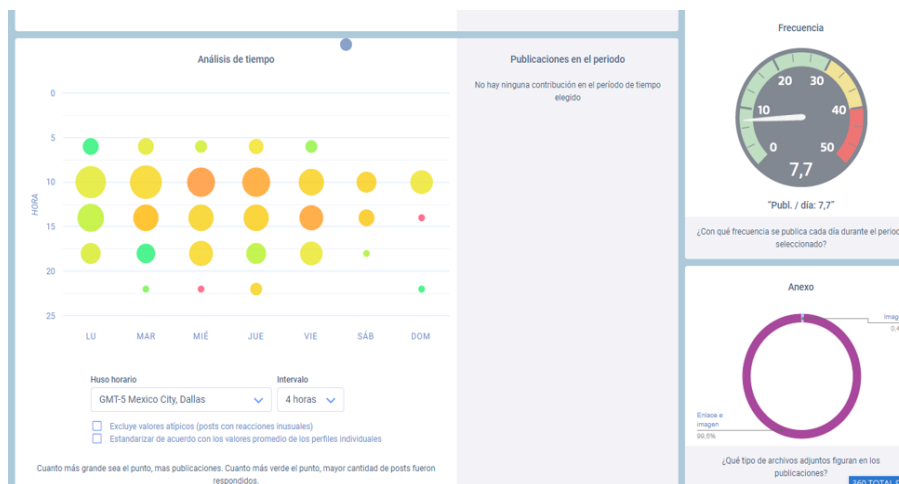 Análisis de tiempo
0
5
10
15
20
25
HORA
LU MAR MIÉ JUE VIE SÁB DOM
Huso horario
GMT-5 Mexico City, Dallas
Intervalo
4 horas
Excluye valores atípicos (posts con reacciones inusuales)
Estandarizar de acuerdo con los valores promedio de los perfiles individuales
Cuanto más grande sea el punto, mas publicaciones. Cuanto más verde el punto, mayor cantidad de posts fueron
respondidos.
Publicaciones en el periodo
No hay ninguna contribución en el período de tiempo
elegido
Frecuencia
0
10
20
30
40
50
7,7
"Publ. / día: 7,7"
¿Con qué frecuencia se publica cada día durante el perioc
seleccionado?
Anexo
Imag
0,4
Enlace e
imagen
99,6%
¿Qué tipo de archivos adjuntos figuran en los
publicaciones?
360 TOTAL